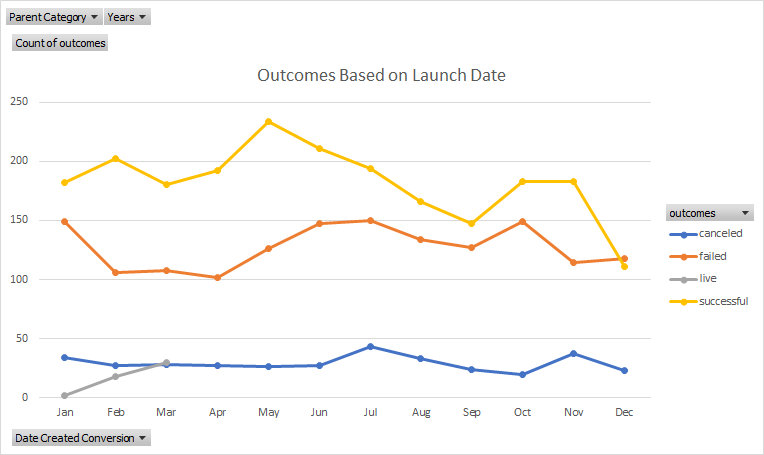 Parent Category Years
Count of outcomes
Outcomes Based on Launch Date
250
200
150
100
50
0
Jan Feb Mar Apr May Jun Jul Aug Sep Oct Nov Dec
outcomes
canceled
failed
live
successful
Date Created Conversion